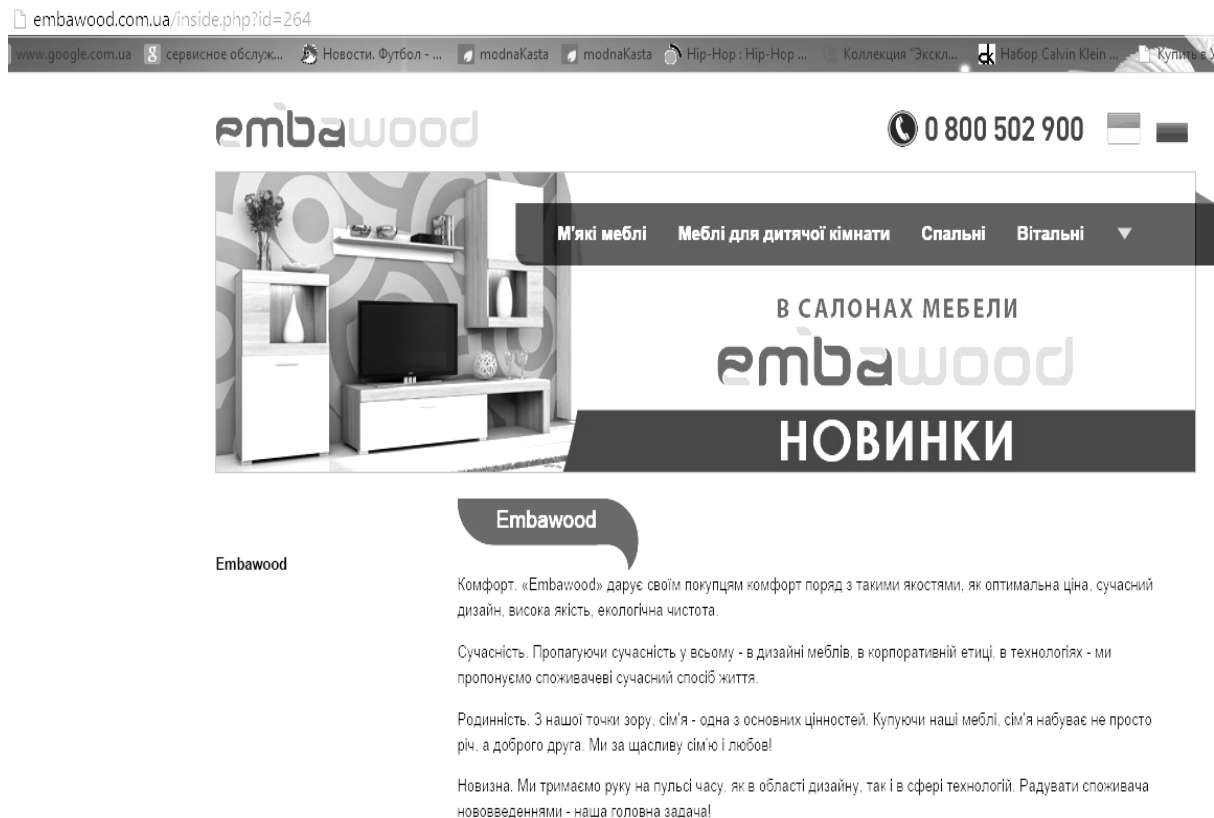 embawood.com.ua/inside.php?id=264
www.google.com.ua сервисное обслуж... Новости. Футбол - ... modnaKasta modnaKasta Hip-Hop : Hip-Hop ... Коллекция "Экскл... Набор Calvin Klein ... Купить в
embawood 0 800 502 900
М'які меблі Меблі для дитячої кімнати Спальні Вітальні
В САЛОНАХ МЕБЕЛИ
embawood
НОВИНКИ
Embawood
Embawood
Комфорт. «Embawood» дарує своїм покупцям комфорт поряд з такими якостями, як оптимальна ціна, сучасний
дизайн, висока якість, екологічна чистота.
Сучасність. Пропагуючи сучасність у всьому - в дизайні меблів, в корпоративній етиці, в технологіях - ми
пропонуємо споживачеві сучасний спосіб життя.
Родинність. З нашої точки зору, сім'я - одна з основних цінностей. Купуючи наші меблі, сім'я набуває не просто
річ, а доброго друга. Ми за щасливу сім'ю і любов!
Новизна. Ми тримаємо руку на пульсі часу, як в області дизайну, так і в сфері технологій. Радувати споживача
нововведеннями - наша головна задача!